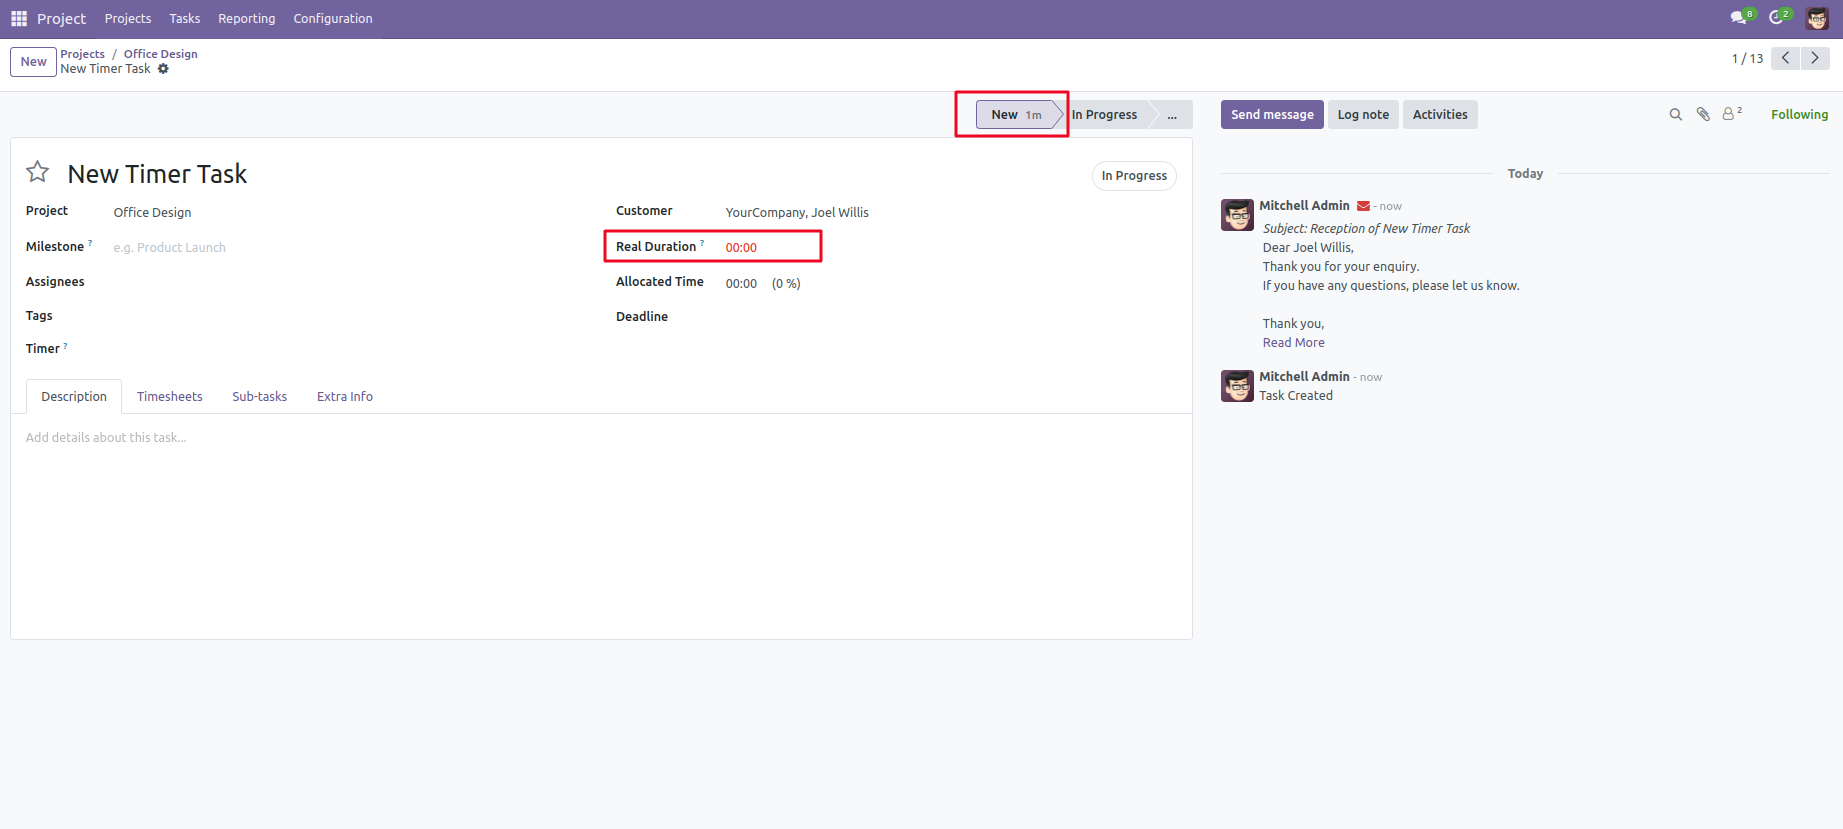 Project Projects Tasks Reporting Configuration 8 2
New Projects / Office Design 1 / 13
New Timer Task
New 1m In Progress ... Send message Log note Activities 2 Following
New Timer Task In Progress
Project Office Design
Customer YourCompany, Joel Willis
Milestone ? e.g. Product Launch
Real Duration ? 00:00
Assignees
Allocated Time 00:00 (0 %)
Tags
Deadline
Timer ?
Description Timesheets Sub-tasks Extra Info
Add details about this task...
Today
Mitchell Admin - now
Subject: Reception of New Timer Task
Dear Joel Willis,
Thank you for your enquiry.
If you have any questions, please let us know.
Thank you,
Read More
Mitchell Admin - now
Task Created